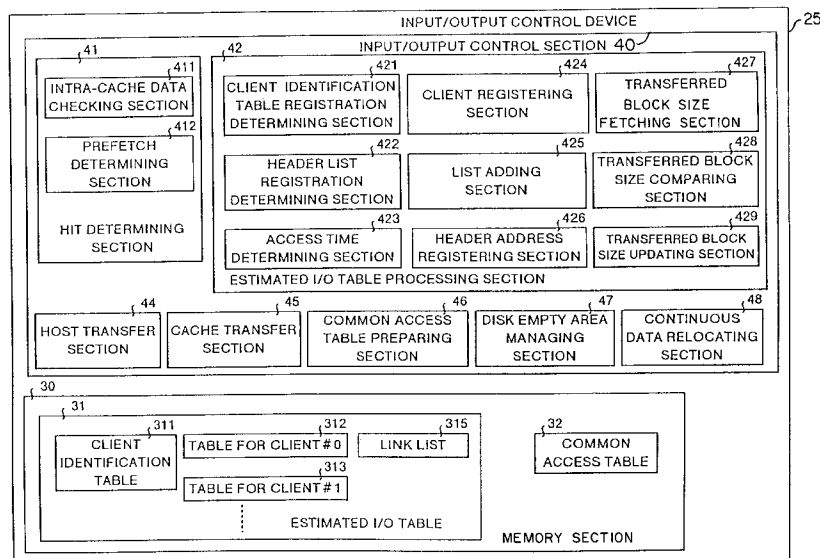 INPUT/OUTPUT CONTROL DEVICE
25
INPUT/OUTPUT CONTROL SECTION 40
41
411
INTRA-CACHE DATA
CHECKING SECTION
412
PREFETCH
DETERMINING
SECTION
HIT DETERMINING
SECTION
42
421
CLIENT IDENTIFICATION
TABLE REGISTRATION
DETERMINING SECTION
424
CLIENT REGISTERING
SECTION
427
TRANSFERRED
BLOCK SIZE
FETCHING SECTION
422
HEADER LIST
REGISTRATION
DETERMINING SECTION
425
LIST ADDING
SECTION
428
TRANSFERRED BLOCK
SIZE COMPARING
SECTION
423
ACCESS TIME
DETERMINING SECTION
426
HEADER ADDRESS
REGISTERING SECTION
429
TRANSFERRED BLOCK
SIZE UPDATING SECTION
ESTIMATED I/O TABLE PROCESSING SECTION
44
HOST TRANSFER
SECTION
45
CACHE TRANSFER
SECTION
46
COMMON ACCESS
TABLE PREPARING
SECTION
47
DISK EMPTY AREA
MANAGING
SECTION
48
CONTINUOUS
DATA RELOCATING
SECTION
30
31
311
CLIENT
IDENTIFICATION
TABLE
312
TABLE FOR CLIENT #0
313
TABLE FOR CLIENT #1
315
LINK LIST
ESTIMATED I/O TABLE
32
COMMON
ACCESS TABLE
MEMORY SECTION